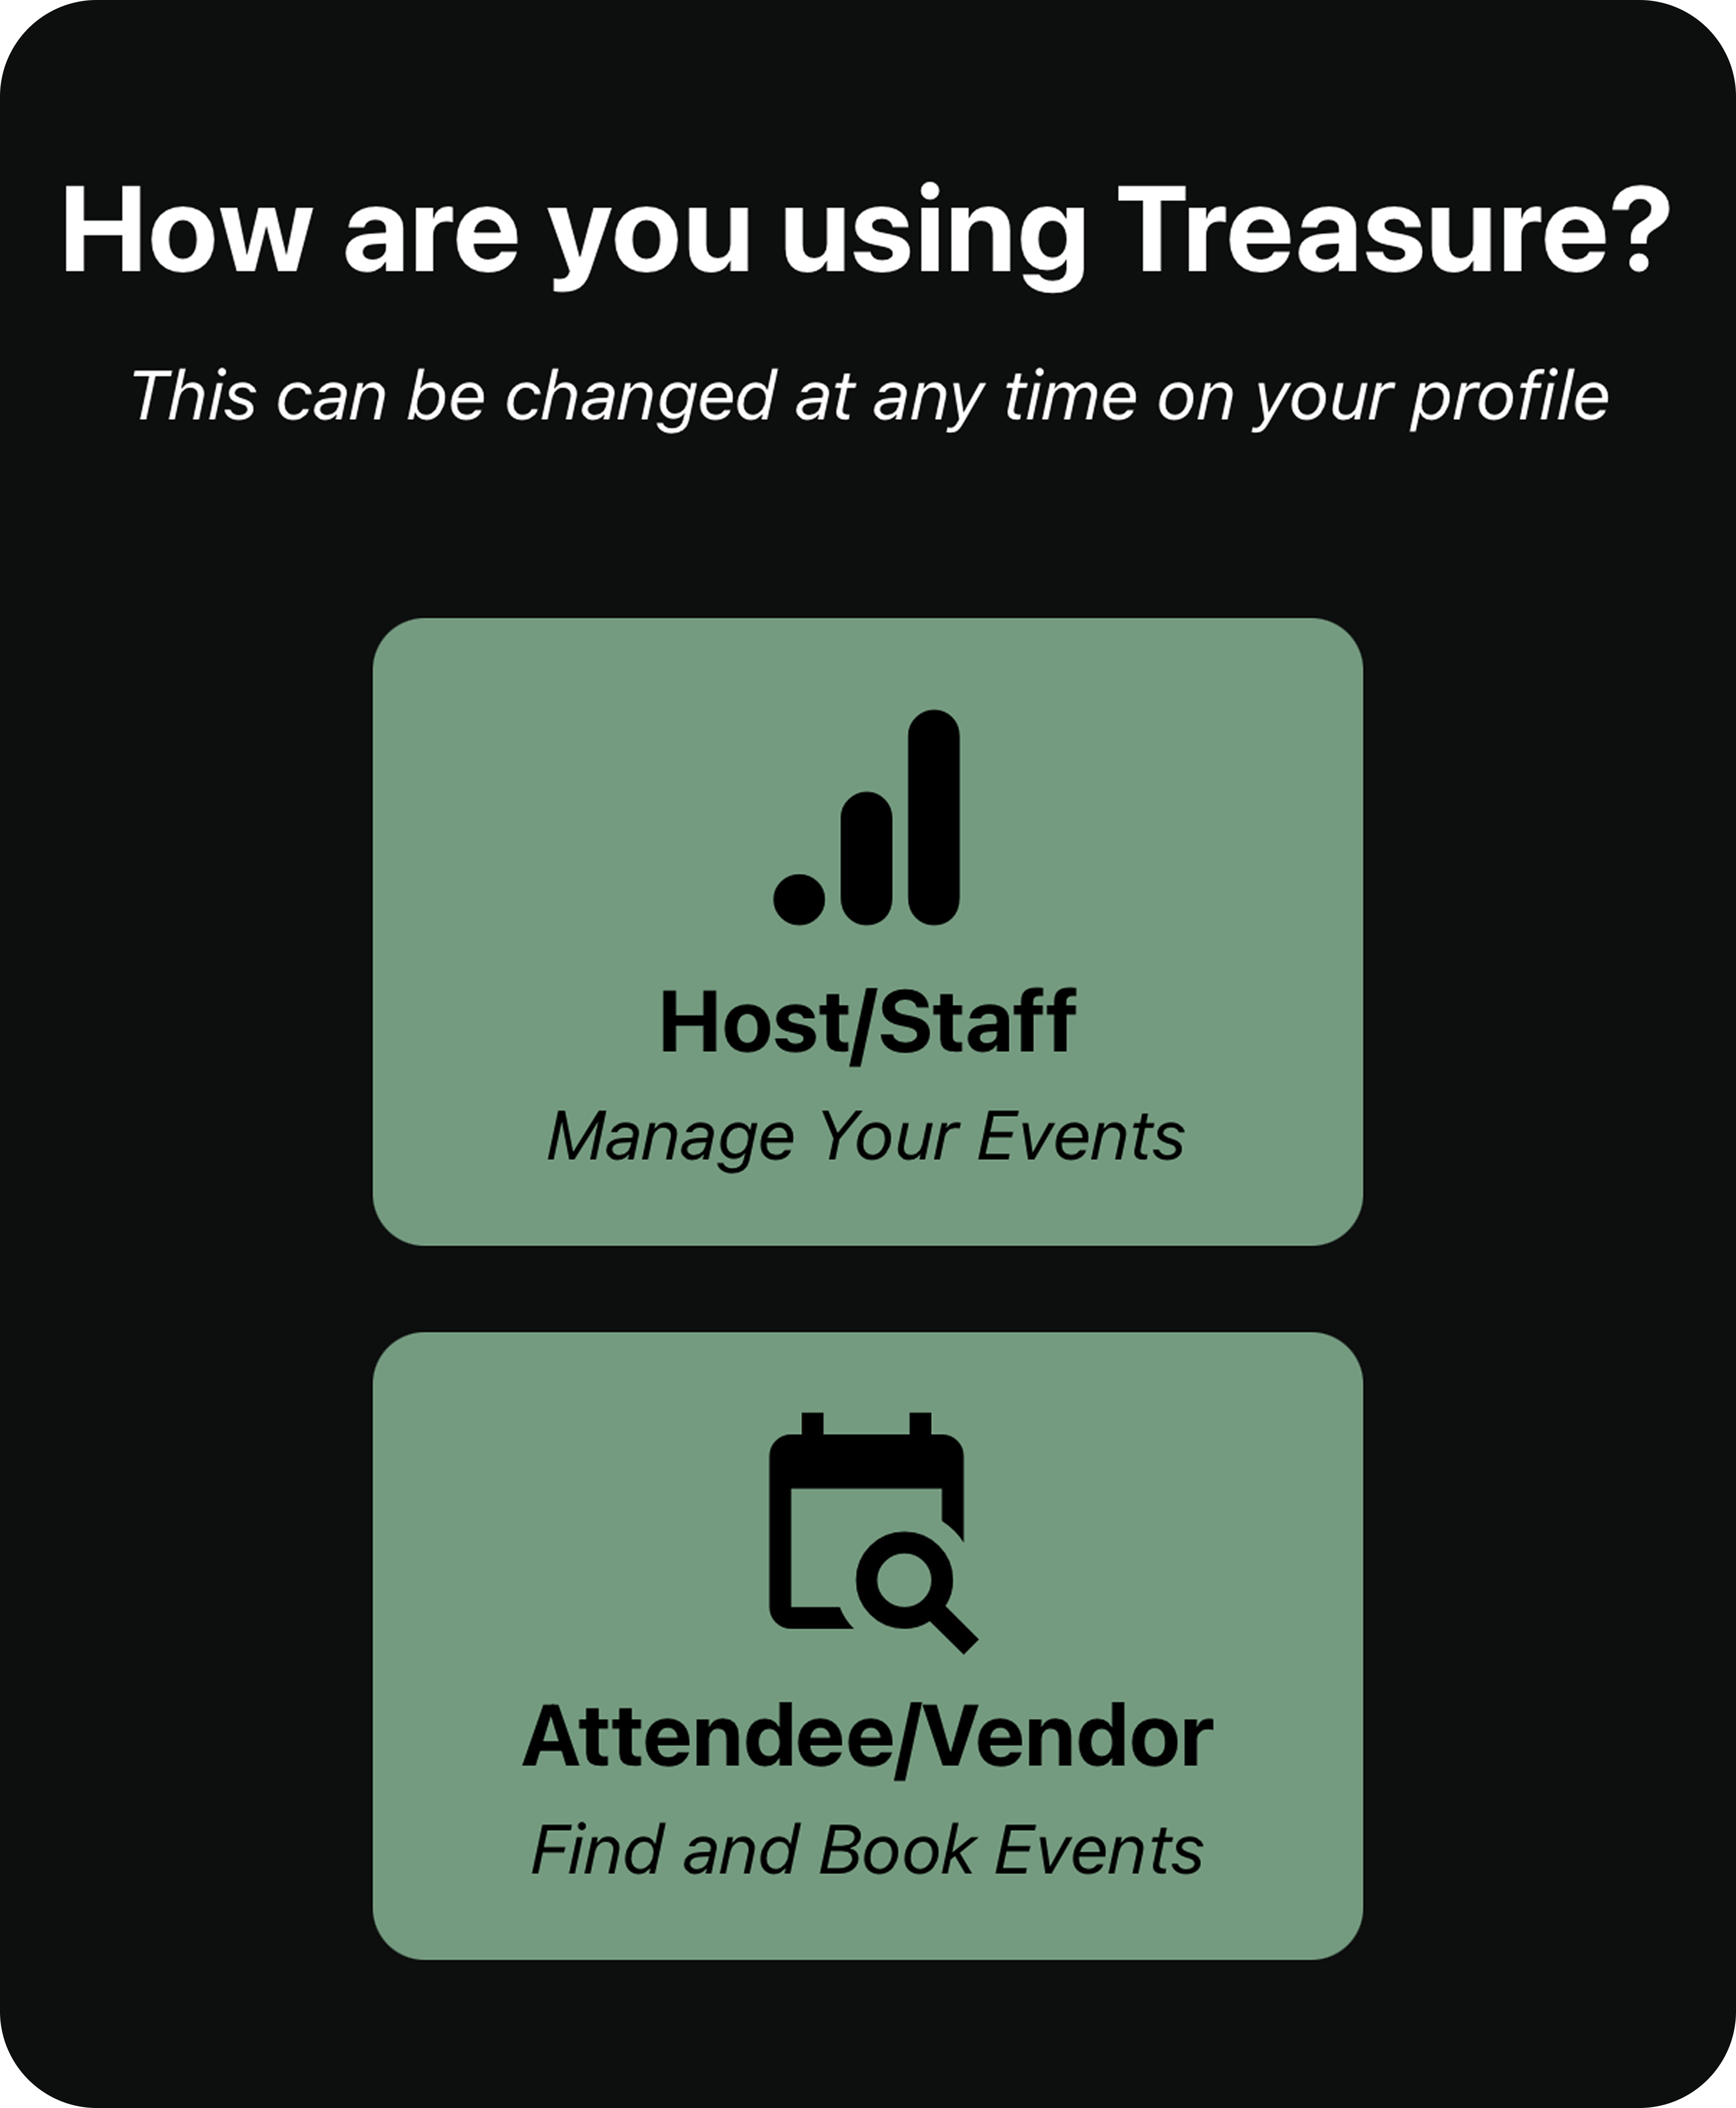 How are you using Treasure?
This can be changed at any time on your profile
Host/Staff
Manage Your Events
Attendee/Vendor
Find and Book Events